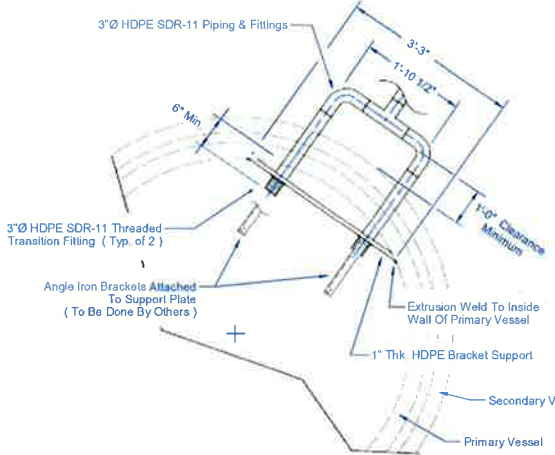 3"Ø HDPE SDR-11 Piping & Fittings
3'-3"
1'-10 1/2"
6" Min
1'-0" Clearance
Minimum
3"Ø HDPE SDR-11 Threaded
Transition Fitting ( Typ. of 2 )
Angle Iron Brackets Attached
To Support Plate
( To Be Done By Others )
Extrusion Weld To Inside
Wall Of Primary Vessel
1" Thk. HDPE Bracket Support
Secondary V
Primary Vessel